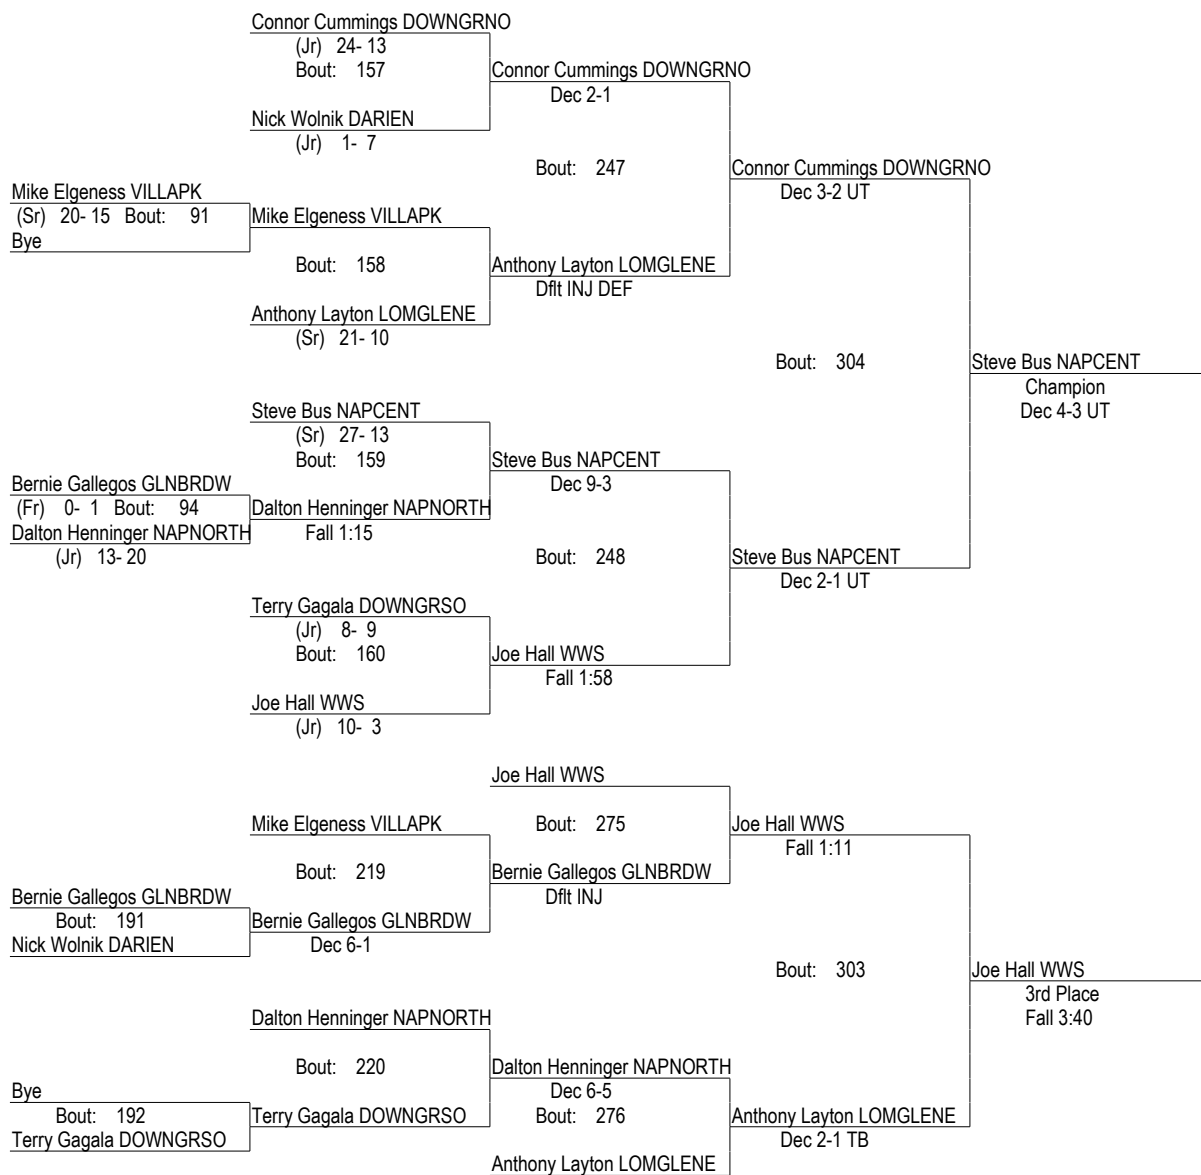 Connor Cummings DOWNGRNO
(Jr) 24- 13
Bout: 157
Connor Cummings DOWNGRNO
Dec 2-1
Nick Wolnik DARIEN
(Jr) 1- 7
Bout: 247
Connor Cummings DOWNGRNO
Dec 3-2 UT
Mike Elgeness VILLAPK
(Sr) 20- 15 Bout: 91
Mike Elgeness VILLAPK
Bye
Bout: 158
Anthony Layton LOMGLENE
Dflt INJ DEF
Anthony Layton LOMGLENE
(Sr) 21- 10
Bout: 304
Steve Bus NAPCENT
Champion
Dec 4-3 UT
Steve Bus NAPCENT
(Sr) 27- 13
Bout: 159
Steve Bus NAPCENT
Dec 9-3
Bernie Gallegos GLNBRDW
(Fr) 0- 1 Bout: 94
Dalton Henninger NAPNORTH
Fall 1:15
Dalton Henninger NAPNORTH
(Jr) 13- 20
Bout: 248
Steve Bus NAPCENT
Dec 2-1 UT
Terry Gagala DOWNGRSO
(Jr) 8- 9
Bout: 160
Joe Hall WWS
Fall 1:58
Joe Hall WWS
(Jr) 10- 3
Joe Hall WWS
Mike Elgeness VILLAPK
Bout: 275
Joe Hall WWS
Fall 1:11
Bout: 219
Bernie Gallegos GLNBRDW
Dflt INJ
Bernie Gallegos GLNBRDW
Bout: 191
Bernie Gallegos GLNBRDW
Dec 6-1
Nick Wolnik DARIEN
Bout: 303
Joe Hall WWS
3rd Place
Fall 3:40
Dalton Henninger NAPNORTH
Bout: 220
Dalton Henninger NAPNORTH
Dec 6-5
Bye
Bout: 192
Terry Gagala DOWNGRSO
Bout: 276
Anthony Layton LOMGLENE
Dec 2-1 TB
Terry Gagala DOWNGRSO
Anthony Layton LOMGLENE